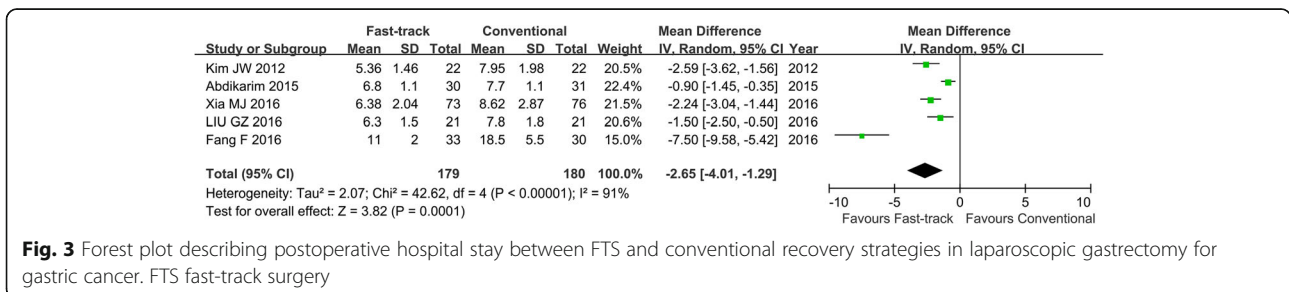 Fast-track Conventional Mean Difference Mean Difference
Study or Subgroup Mean SD Total Mean SD Total Weight IV, Random, 95% CI Year IV, Random, 95% CI
Kim JW 2012 5.36 1.46 22 7.95 1.98 22 20.5% -2.59 [-3.62, -1.56] 2012
Abdikarim 2015 6.8 1.1 30 7.7 1.1 31 22.4% -0.90 [-1.45, -0.35] 2015
Xia MJ 2016 6.38 2.04 73 8.62 2.87 76 21.5% -2.24 [-3.04, -1.44] 2016
LIU GZ 2016 6.3 1.5 21 7.8 1.8 21 20.6% -1.50 [-2.50, -0.50] 2016
Fang F 2016 11 2 33 18.5 5.5 30 15.0% -7.50 [-9.58, -5.42] 2016
Total (95% CI) 179 180 100.0% -2.65 [-4.01, -1.29]
Heterogeneity: Tau² = 2.07; Chi² = 42.62, df = 4 (P < 0.00001); I² = 91%
Test for overall effect: Z = 3.82 (P = 0.0001)
-10 -5 0 5 10
Favours Fast-track Favours Conventional
Fig. 3 Forest plot describing postoperative hospital stay between FTS and conventional recovery strategies in laparoscopic gastrectomy for
gastric cancer. FTS fast-track surgery